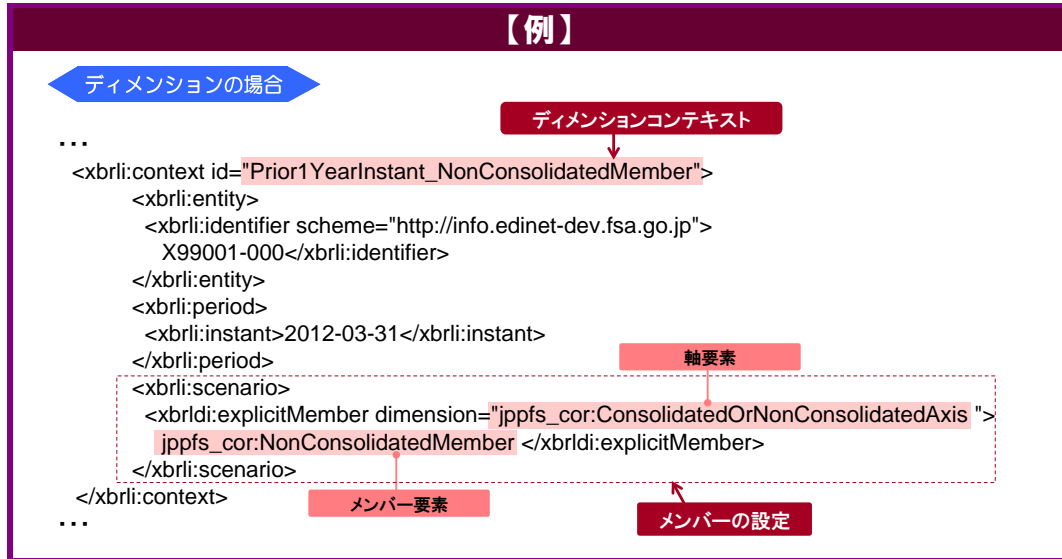 【例】
ディメンションの場合
ディメンションコンテキスト
...
<xbrli:context id="Prior1YearInstant_NonConsolidatedMember">
<xbrli:entity>
<xbrli:identifier scheme="http://info.edinet-dev.fsa.go.jp">
X99001-000</xbrli:identifier>
</xbrli:entity>
<xbrli:period>
<xbrli:instant>2012-03-31</xbrli:instant>
</xbrli:period>
軸要素
<xbrli:scenario>
<xbrldi:explicitMember dimension="jppfs_cor:ConsolidatedOrNonConsolidatedAxis ">
jppfs_cor:NonConsolidatedMember </xbrldi:explicitMember>
</xbrli:scenario>
</xbrli:context>
メンバー要素
メンバーの設定
...